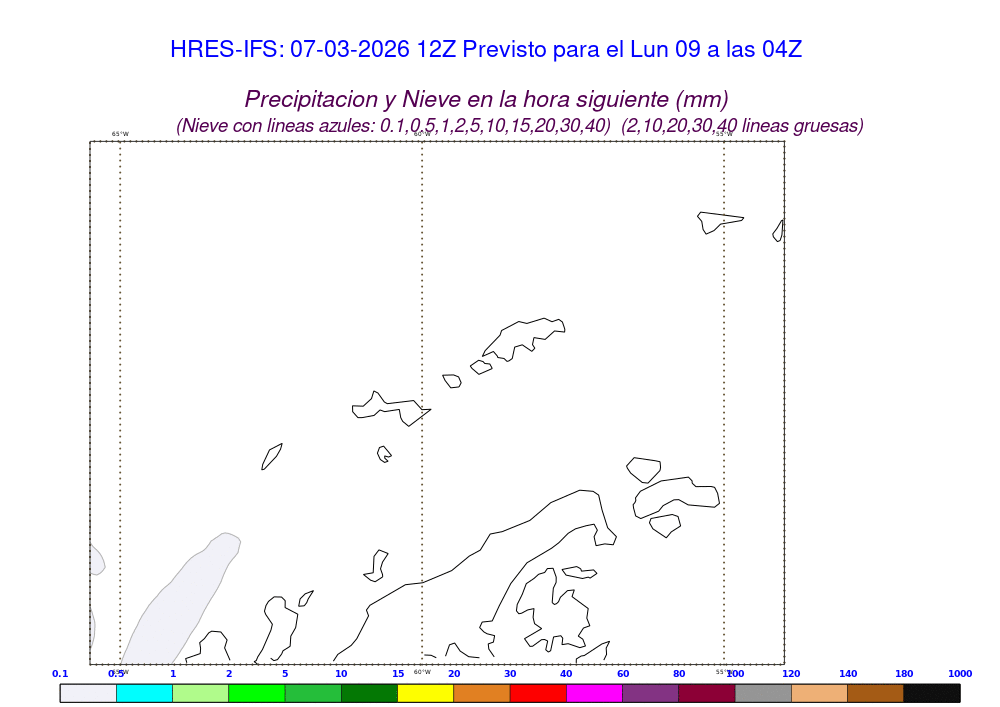 HRES-IFS: 07-03-2026 12Z Previsto para el Lun 09 a las 04Z
Precipitacion y Nieve en la hora siguiente (mm)
(Nieve con lineas azules: 0.1,0.5,1,2,5,10,15,20,30,40) (2,10,20,30,40 lineas gruesas)
65°W 60°W 55°W
0.1 0.5 1 2 5 10 15 20 30 40 60 80 100 120 140 180 1000
65°W 60°W 55°W